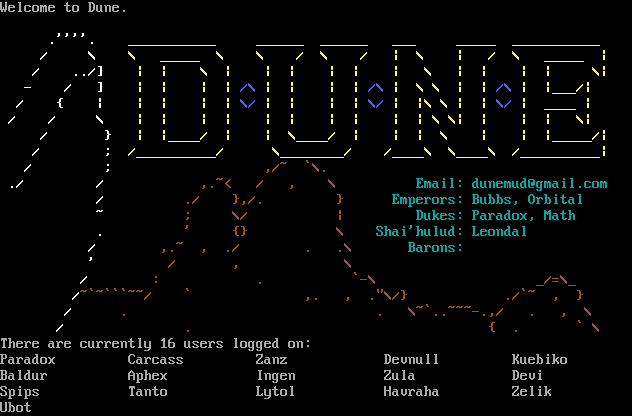 Welcome to Dune.
DUNE
Email: dunemud@gmail.com
Emperors: Bubbs, Orbital
Dukes: Paradox, Math
Shai'hulud: Leondal
Barons:
There are currently 16 users logged on:
Paradox Carcass Zanz Devnull Kuebiko
Baldur Aphex Ingen Zula Devi
Spips Tanto Lytol Havraha Zelik
Ubot